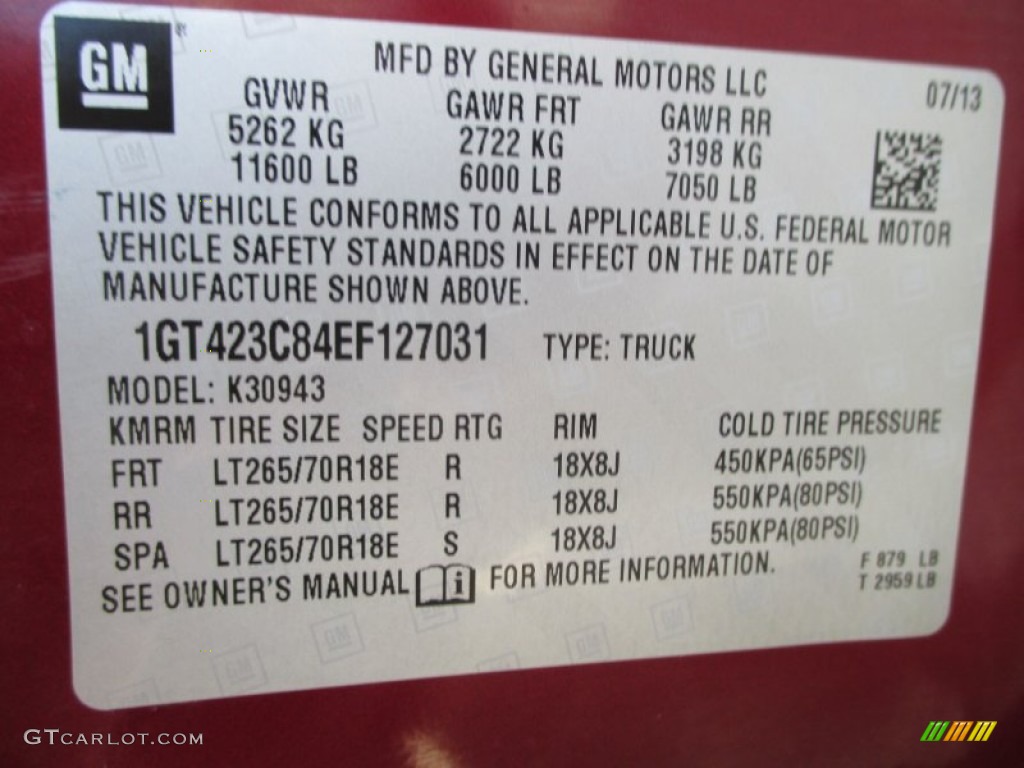 GM
MFD BY GENERAL MOTORS LLC
07/13
GVWR GAWR FRT GAWR RR
5262 KG 2722 KG 3198 KG
11600 LB 6000 LB 7050 LB
THIS VEHICLE CONFORMS TO ALL APPLICABLE U.S. FEDERAL MOTOR
VEHICLE SAFETY STANDARDS IN EFFECT ON THE DATE OF
MANUFACTURE SHOWN ABOVE.
1GT423C84EF127031 TYPE: TRUCK
MODEL: K30943
KMRM TIRE SIZE SPEED RTG RIM COLD TIRE PRESSURE
FRT LT265/70R18E R 18X8J 450KPA(65PSI)
RR LT265/70R18E R 18X8J 550KPA(80PSI)
SPA LT265/70R18E S 18X8J 550KPA(80PSI)
SEE OWNER'S MANUAL i FOR MORE INFORMATION.
F 879 LB
T 2959 LB
GTCARLOT.COM